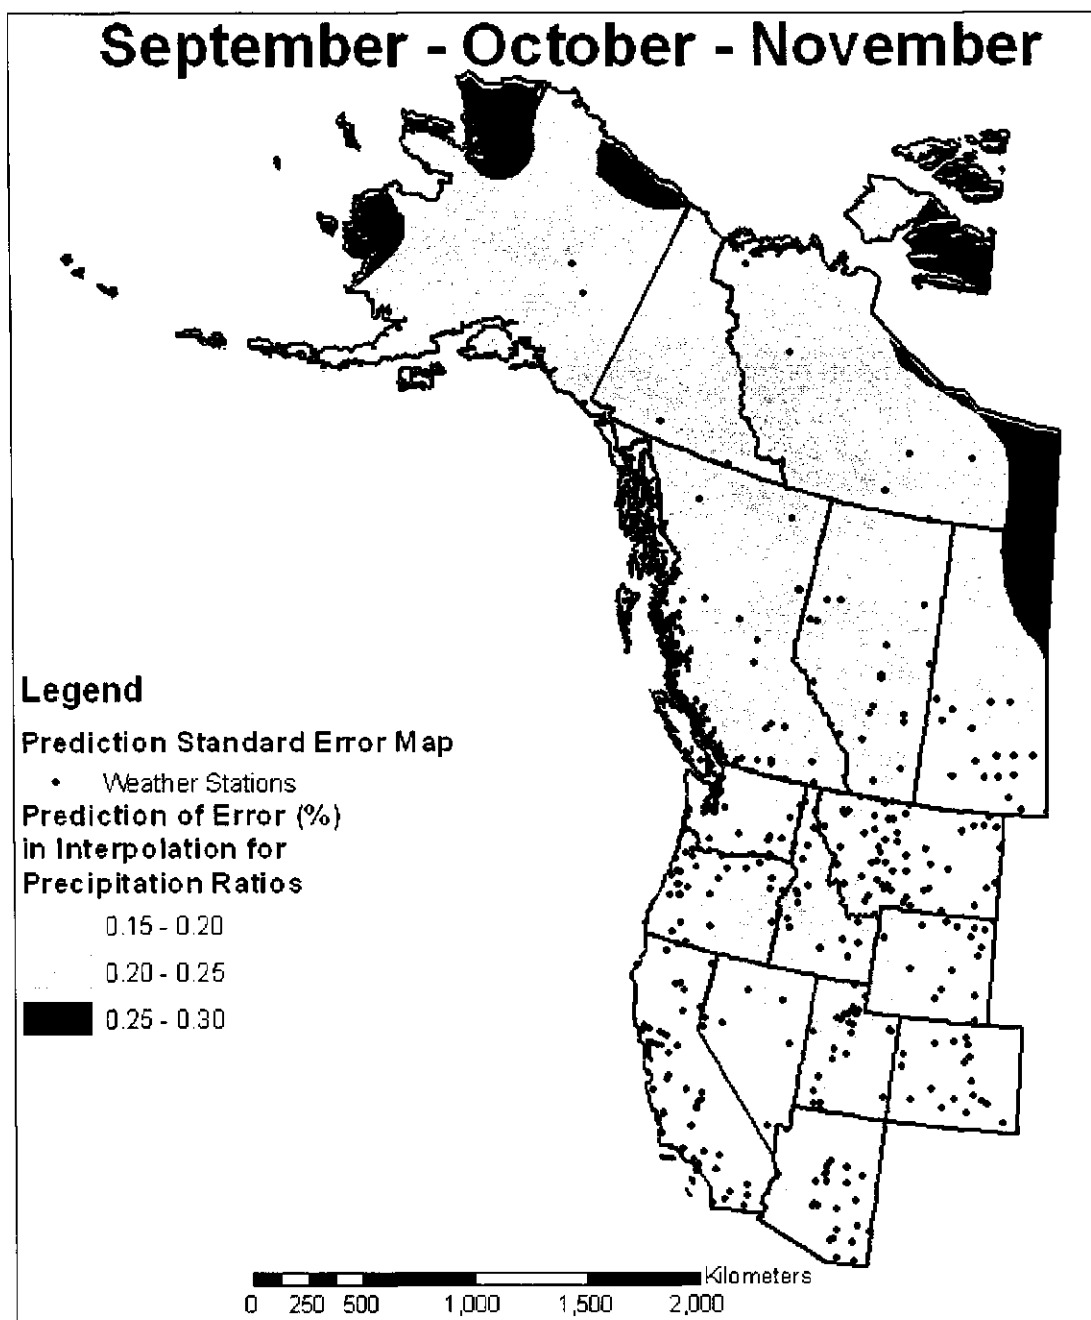 September - October - November
Legend
Prediction Standard Error Map
Weather Stations
Prediction of Error (%)
in Interpolation for
Precipitation Ratios
0.15 - 0.20
0.20 - 0.25
0.25 - 0.30
Kilometers
0 250 500 1,000 1,500 2,000